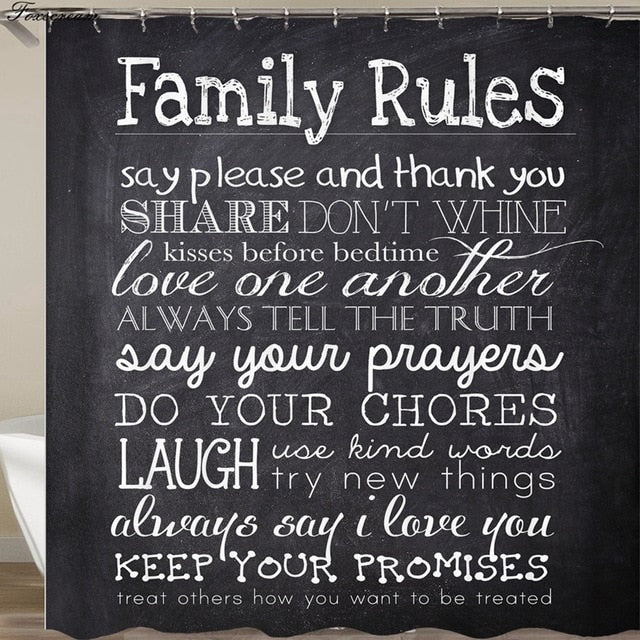 Foxcream
Family Rules
say please and thank you
SHARE DON'T WHINE
kisses before bedtime
love one another
ALWAYS TELL THE TRUTH
say your prayers
DO YOUR CHORES
LAUGH use kind words
try new things
always say i love you
KEEP YOUR PROMISES
treat others how you want to be treated